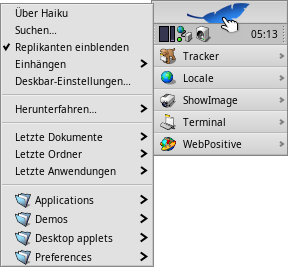 Über Haiku
Suchen...
Replikanten einblenden
Einhängen
Deskbar-Einstellungen...
Herunterfahren...
Letzte Dokumente
Letzte Ordner
Letzte Anwendungen
Applications
Demos
Desktop applets
Preferences
05:13
Tracker
Locale
ShowImage
Terminal
WebPositive